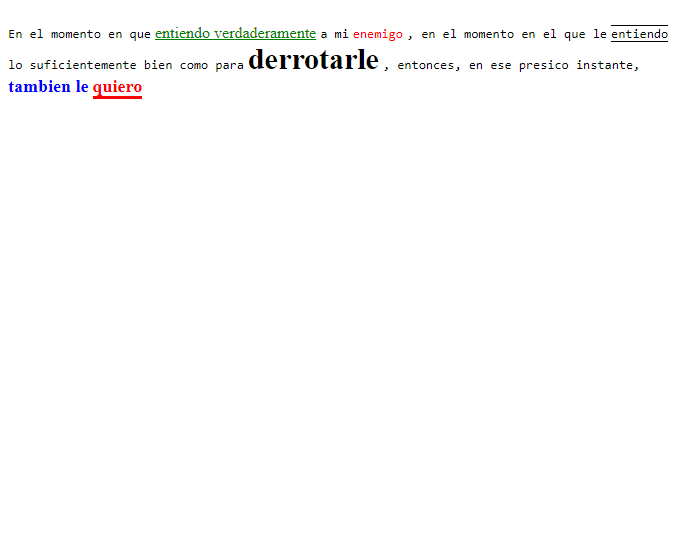 En el momento en que entiendo verdaderamente a mi enemigo , en el momento en el que le entiendo
lo suficientemente bien como para derrotarle , entonces, en ese presico instante,
tambien le quiero